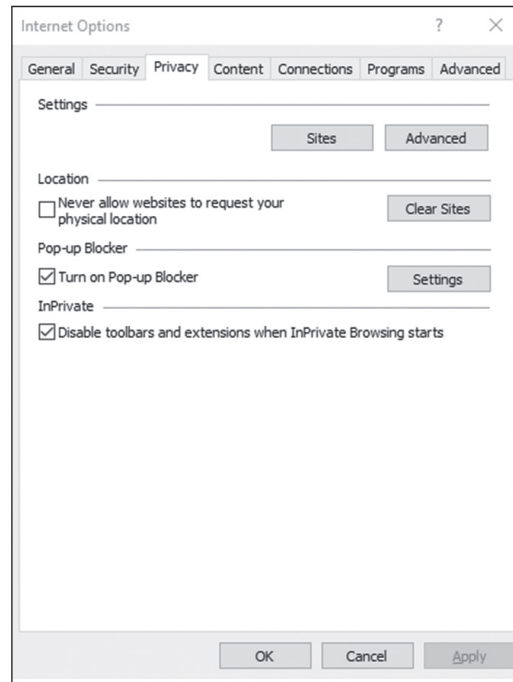 Internet Options ? ×
General Security Privacy Content Connections Programs Advanced
Settings
Sites Advanced
Location
Never allow websites to request your
physical location
Clear Sites
Pop-up Blocker
Turn on Pop-up Blocker Settings
InPrivate
Disable toolbars and extensions when InPrivate Browsing starts
OK Cancel Apply